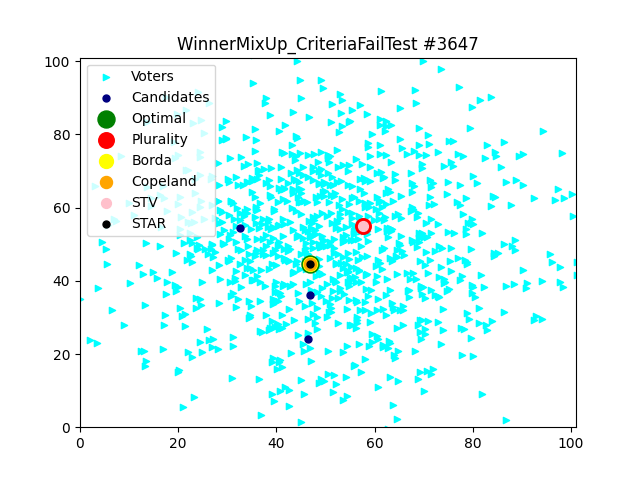 WinnerMixUp_CriteriaFailTest #3647
100
80
60
40
20
0
Voters
Candidates
Optimal
Plurality
Borda
Copeland
STV
STAR
0 20 40 60 80 100